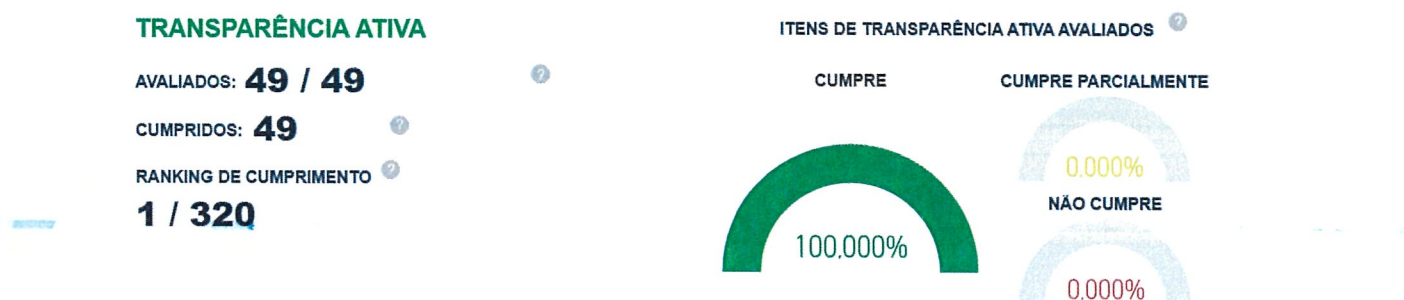 TRANSPARÊNCIA ATIVA
AVALIADOS: 49 / 49
CUMPRIDOS: 49
RANKING DE CUMPRIMENTO
1 / 320
ITENS DE TRANSPARÊNCIA ATIVA AVALIADOS
CUMPRE
100,000%
CUMPRE PARCIALMENTE
0,000%
NÃO CUMPRE
0,000%